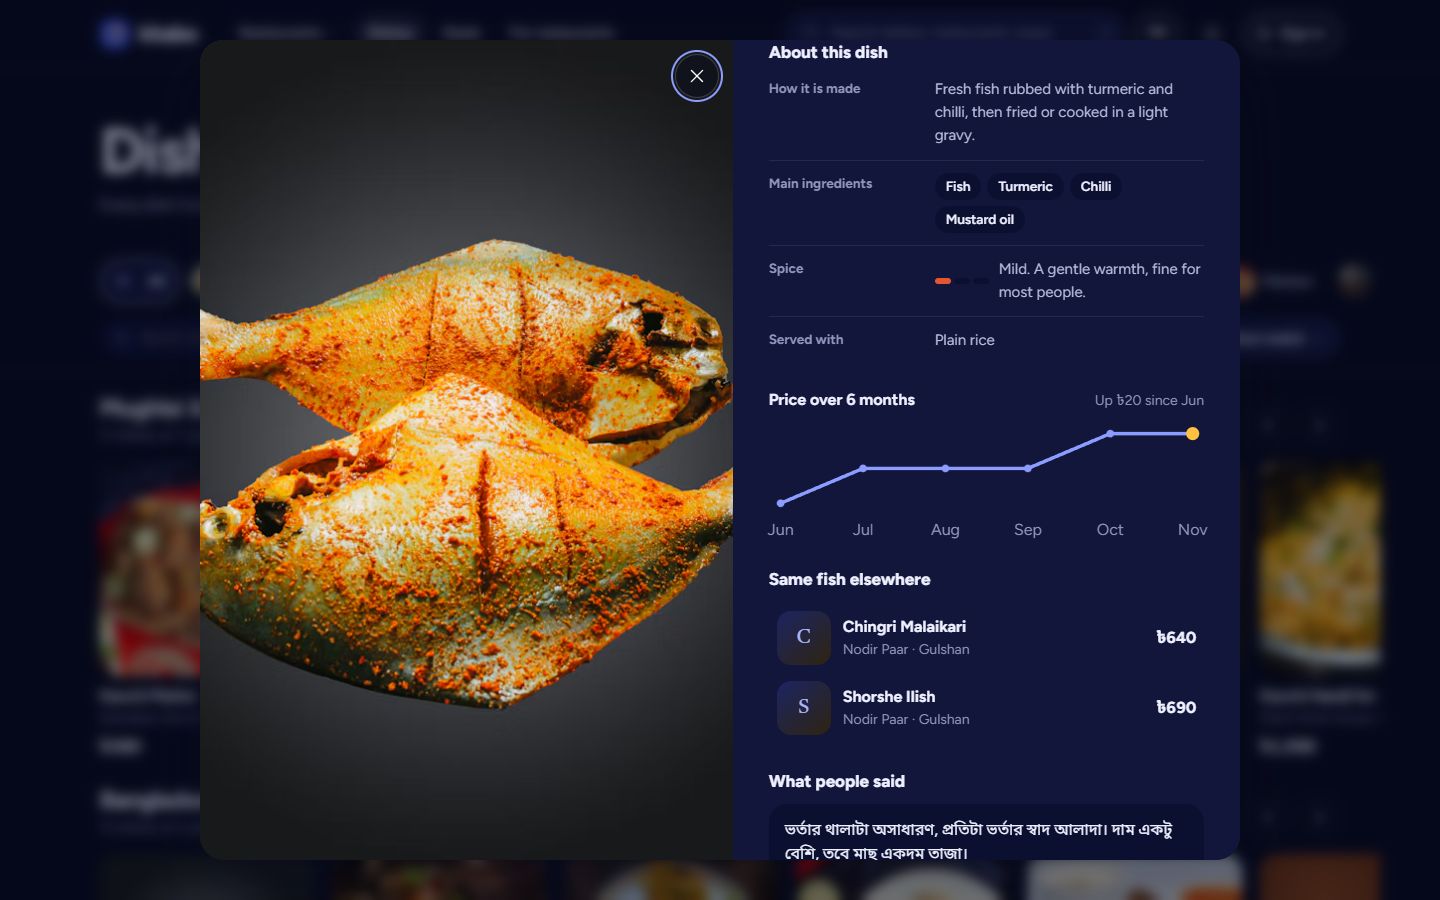 About this dish
How it is made
Fresh fish rubbed with turmeric and
chilli, then fried or cooked in a light
gravy.
Main ingredients
Fish
Turmeric
Chilli
Mustard oil
Spice
Mild. A gentle warmth, fine for
most people.
Served with
Plain rice
Price over 6 months
Up ৳20 since Jun
Jun
Jul
Aug
Sep
Oct
Nov
Same fish elsewhere
C
Chingri Malaikari
Nodir Paar · Gulshan
৳640
S
Shorshe Ilish
Nodir Paar · Gulshan
৳690
What people said
ভর্তার থালাটা অসাধারণ, প্রতিটা ভর্তার স্বাদ আলাদা। দাম একটু
বেশি, তবে মাছ একদম তাজা।